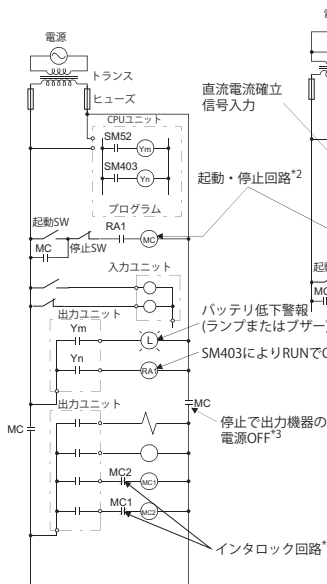 電源
トランス
ヒューズ
CPUユニット
SM52
Ym
SM403
Yn
プログラム
直流電流確立
信号入力
起動・停止回路*2
起動SW
RA1
MC
MC
停止SW
入力ユニット
出力ユニット
Ym
L
Yn
RA1
バッテリ低下警報
(ランプまたはブザー)
SM403によりRUNで
出力ユニット
MC
MC
停止で出力機器の
電源OFF*3
MC2
MC1
MC1
MC2
インタロック回路*